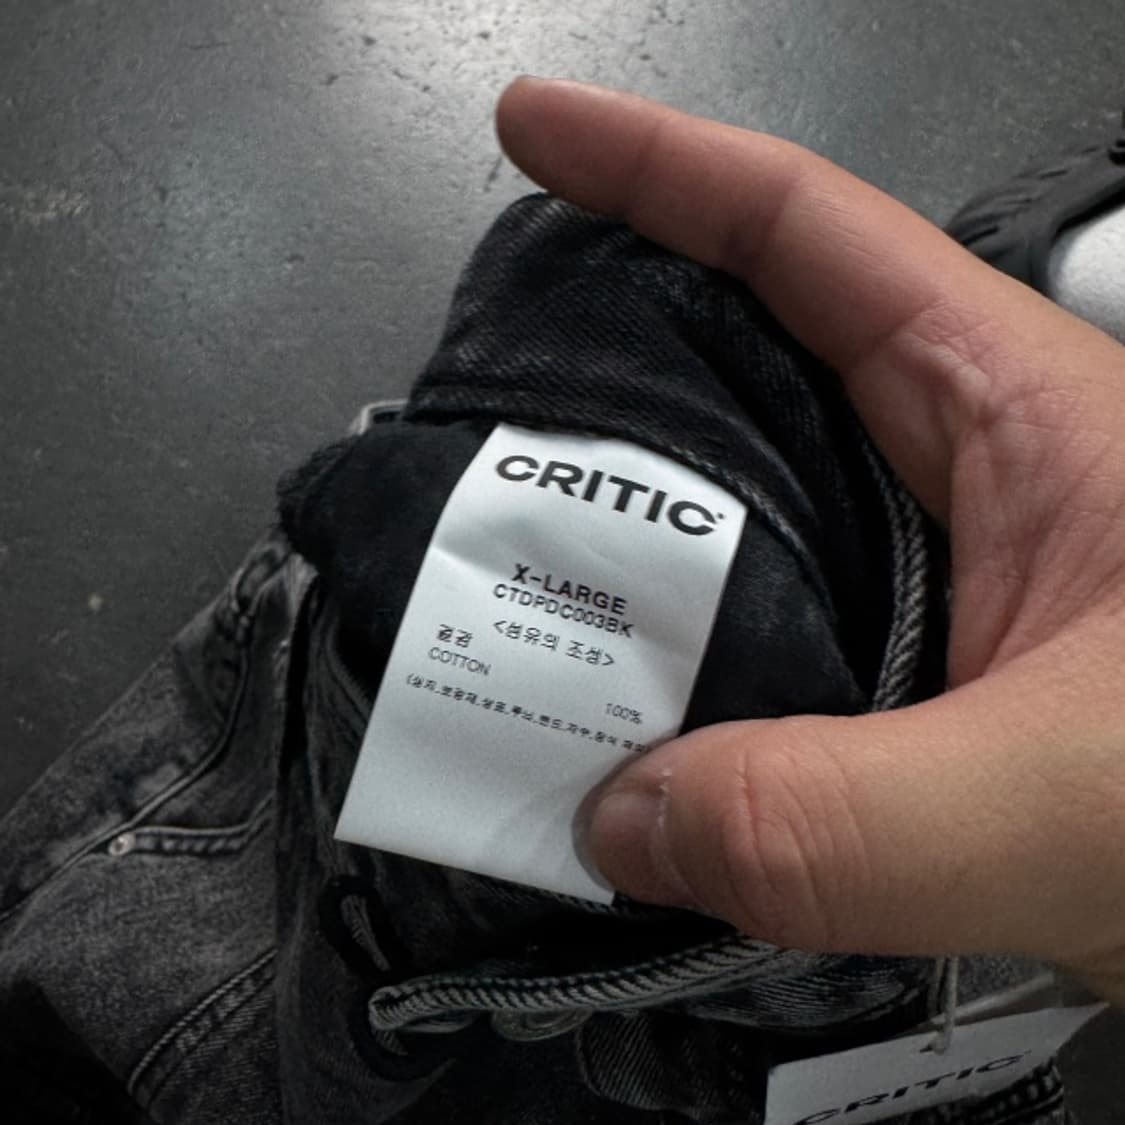 CRITIC
X-LARGE
CTDPDC003BK
<섬유의 조성>
겉감
COTTON
100%
CRITIC